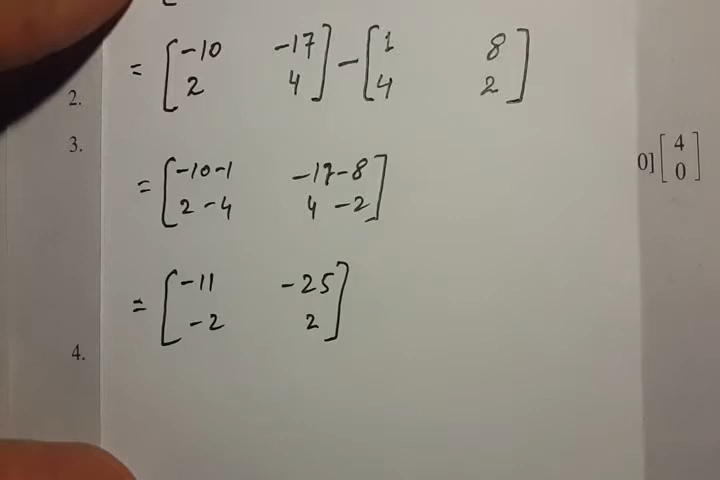 = [-10 -17] - [1 8]
[2 4] [4 2]
2.
3.
= [-10-1 -17-8]
[2-4 4-2]
0] [4]
[0]
= [-11 -25]
[-2 2]
4.